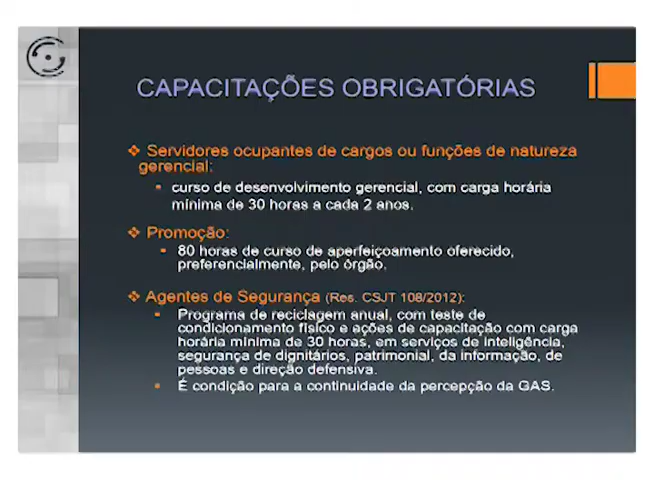 CAPACITAÇÕES OBRIGATÓRIAS
❖ Servidores ocupantes de cargos ou funções de natureza
gerencial:
▪ curso de desenvolvimento gerencial, com carga horária
mínima de 30 horas a cada 2 anos.
❖ Promoção:
▪ 80 horas de curso de aperfeiçoamento oferecido,
preferencialmente, pelo órgão.
❖ Agentes de Segurança (Res. CSJT 108/2012):
▪ Programa de reciclagem anual, com teste de
condicionamento físico e ações de capacitação com carga
horária mínima de 30 horas, em serviços de inteligência,
segurança de dignitários, patrimonial, da informação, de
pessoas e direção defensiva.
▪ É condição para a continuidade da percepção da GAS.